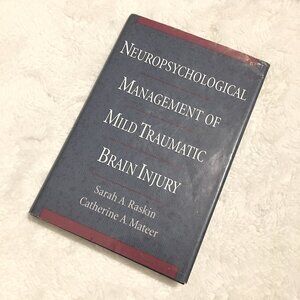 NEUROPSYCHOLOGICAL
MANAGEMENT OF
MILD TRAUMATIC
BRAIN INJURY
Sarah A. Raskin
Catherine A. Mateer